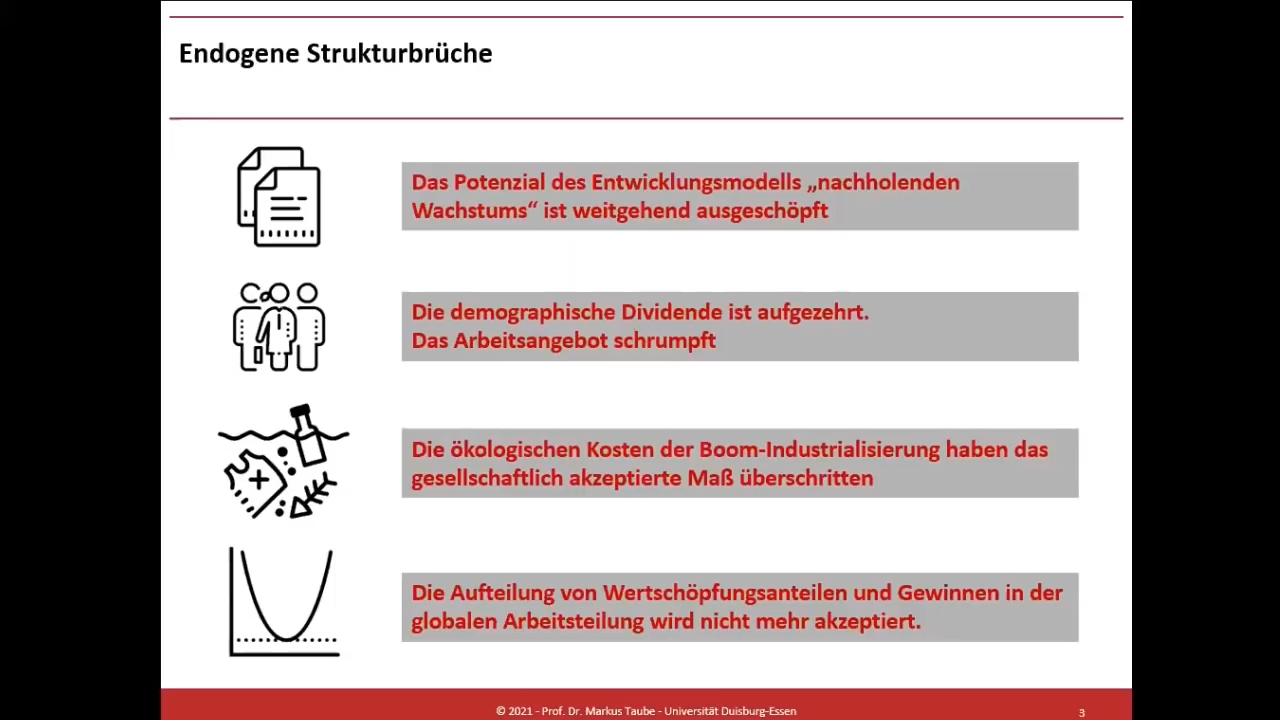 Endogene Strukturbrüche
Das Potenzial des Entwicklungsmodells „nachholenden
Wachstums“ ist weitgehend ausgeschöpft
Die demographische Dividende ist aufgezehrt.
Das Arbeitsangebot schrumpft
Die ökologischen Kosten der Boom-Industrialisierung haben das
gesellschaftlich akzeptierte Maß überschritten
Die Aufteilung von Wertschöpfungsanteilen und Gewinnen in der
globalen Arbeitsteilung wird nicht mehr akzeptiert.
© 2021 - Prof. Dr. Markus Taube - Universität Duisburg-Essen
3